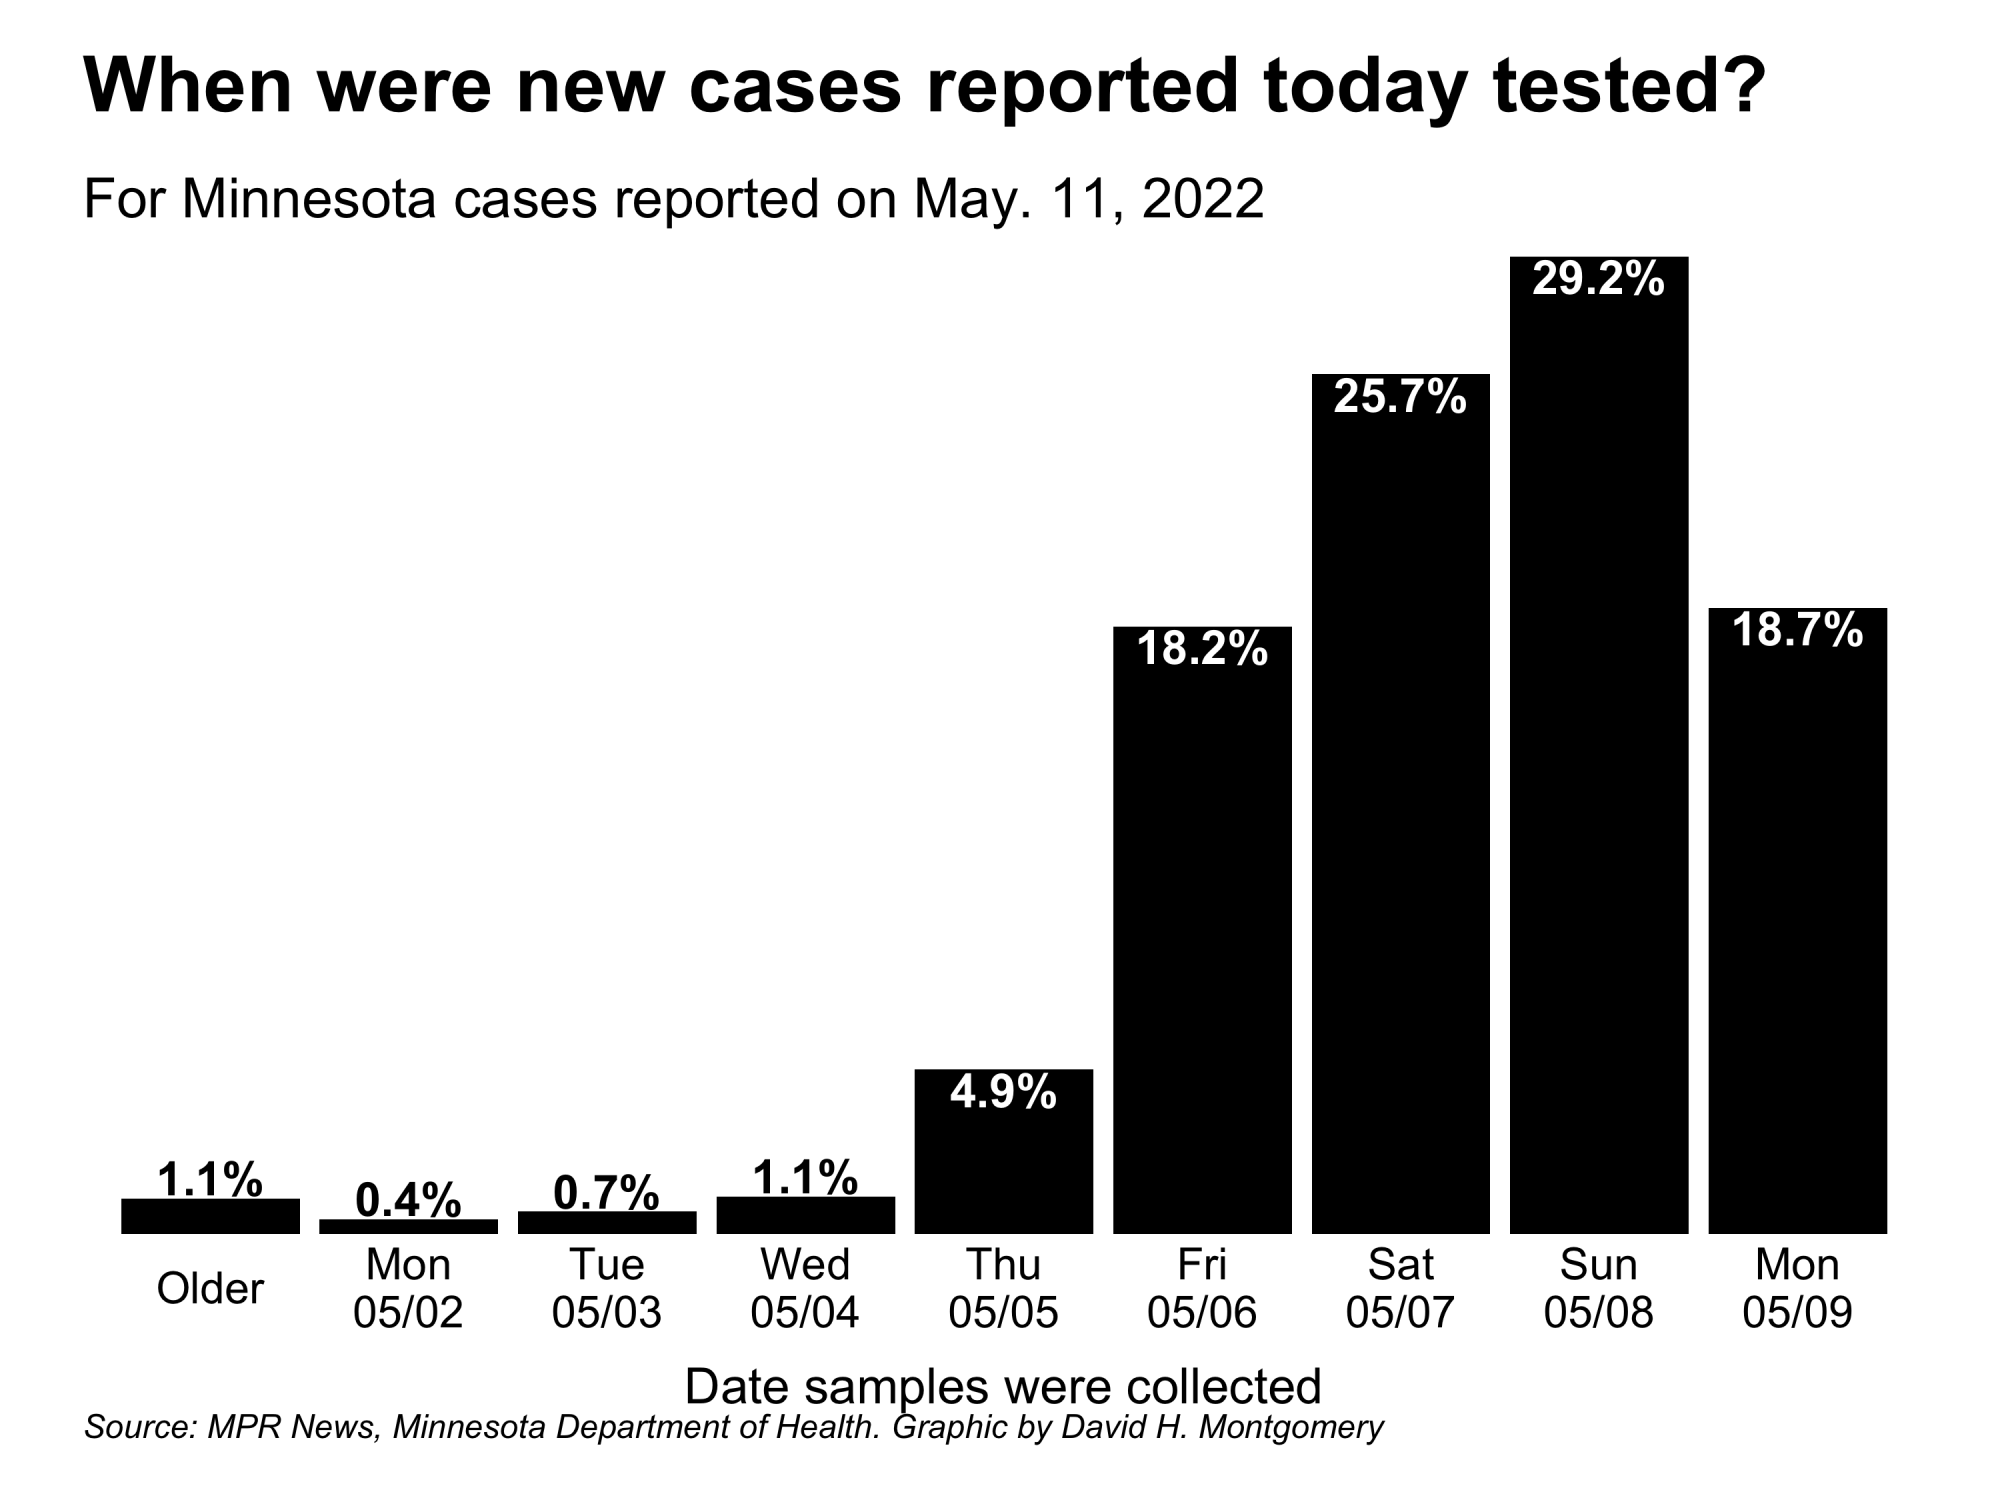 When were new cases reported today tested?
For Minnesota cases reported on May. 11, 2022
29.2%
25.7%
18.2%
18.7%
4.9%
1.1%
0.4%
0.7%
1.1%
Older
Mon
05/02
Tue
05/03
Wed
05/04
Thu
05/05
Fri
05/06
Sat
05/07
Sun
05/08
Mon
05/09
Date samples were collected
Source: MPR News, Minnesota Department of Health. Graphic by David H. Montgomery